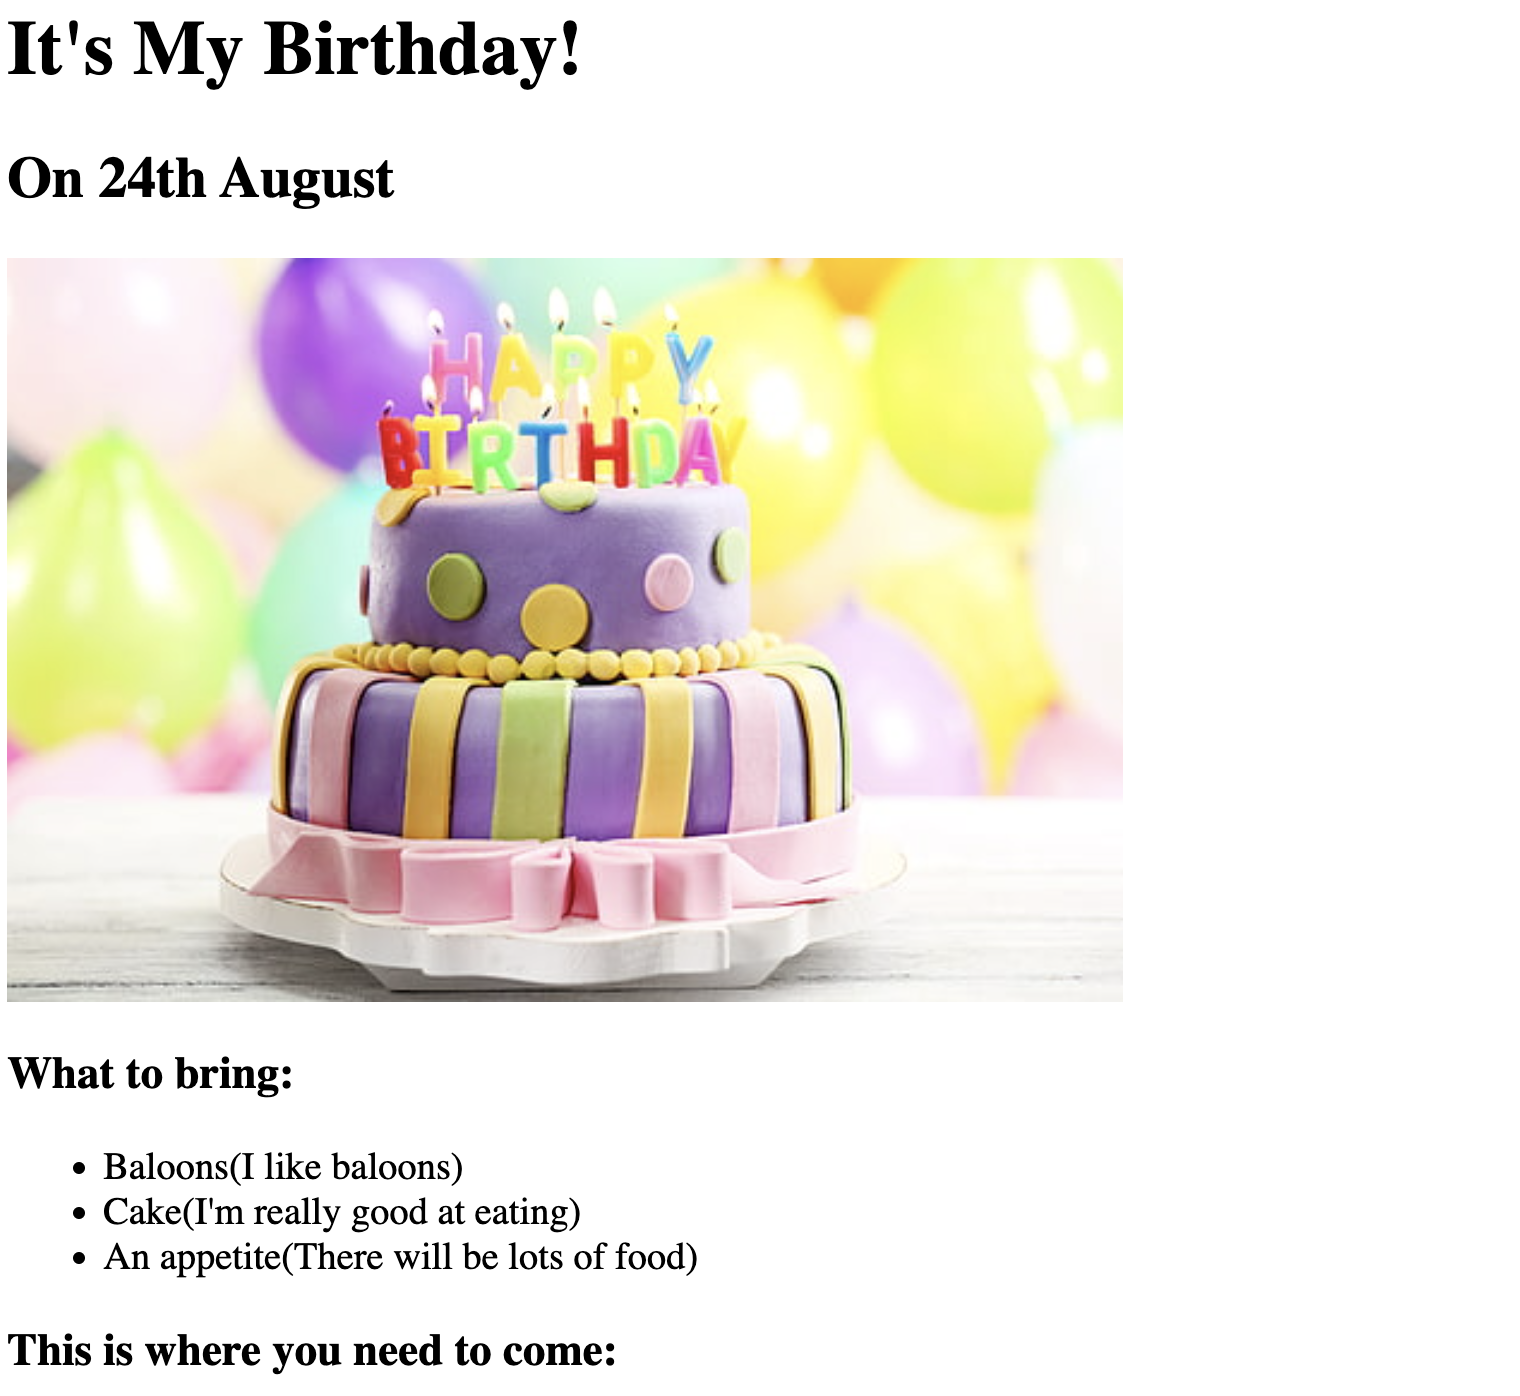 It's My Birthday!
On 24th August
HAPPY
BIRTHDAY
What to bring:
Baloons(I like baloons)
Cake(I'm really good at eating)
An appetite(There will be lots of food)
This is where you need to come: